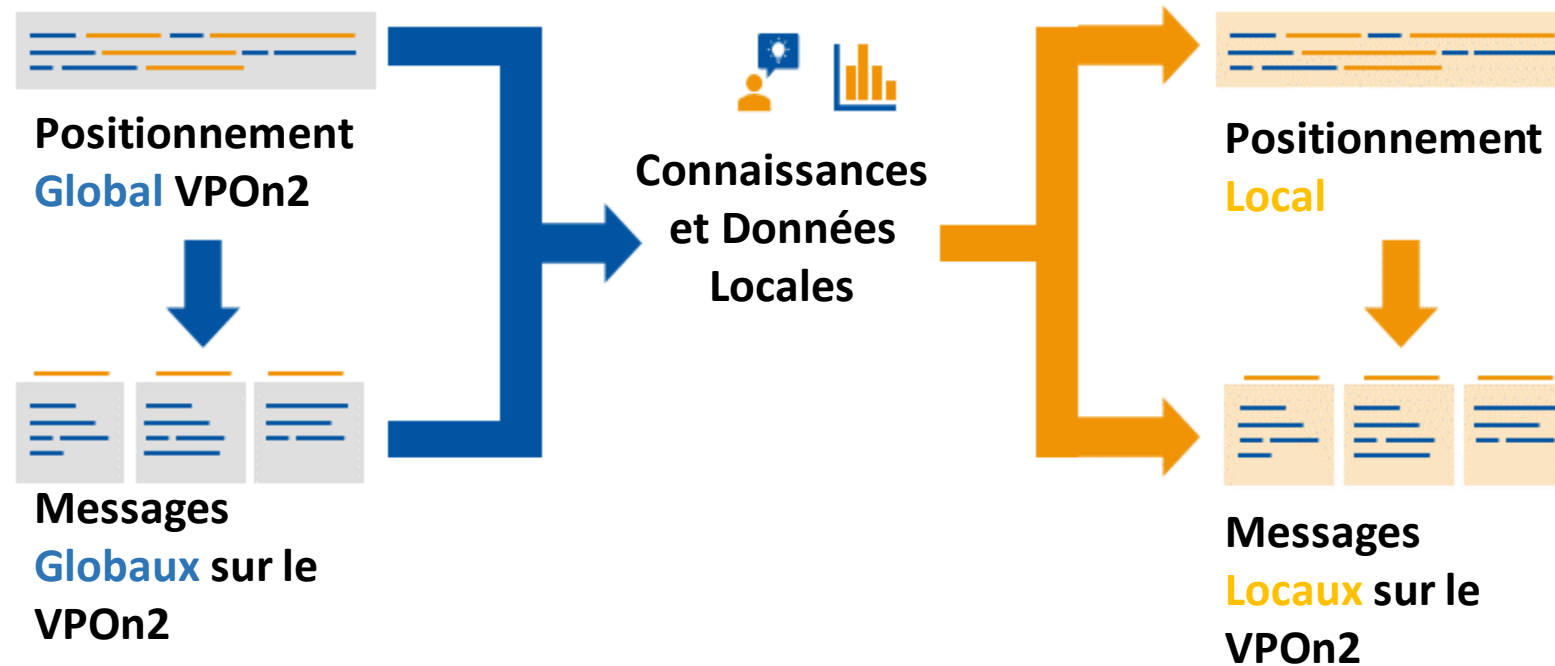 Positionnement
Global VPOn2
Messages
Globaux sur le
VPOn2
Connaissances
et Données
Locales
Positionnement
Local
Messages
Locaux sur le
VPOn2